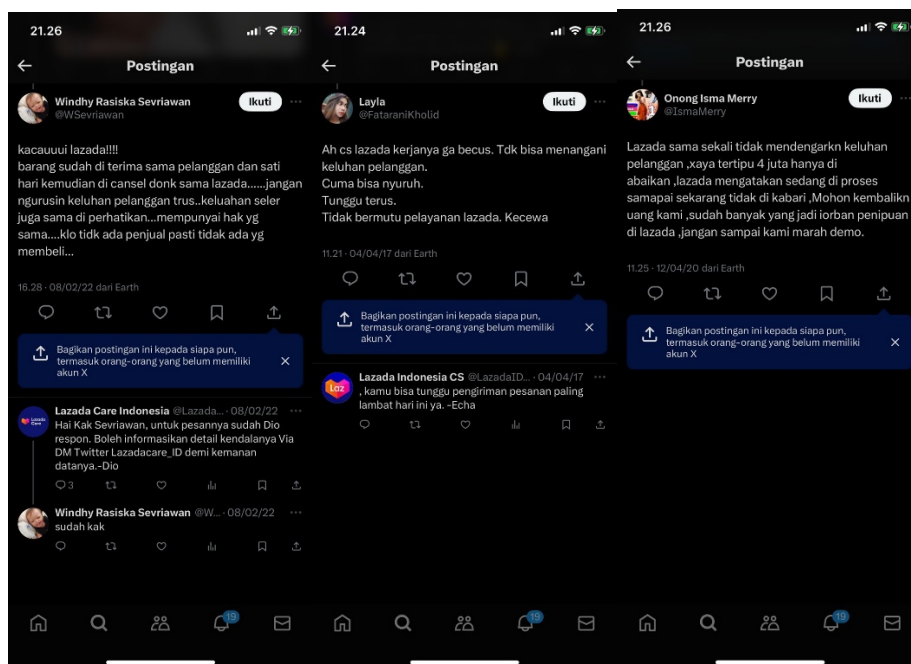 21.26
Postingan
Windhy Rasiska Sevriawan
Ikuti
@WSevriawan
kacauuui lazada!!!!
barang sudah di terima sama pelanggan dan sati
hari kemudian di cansel donk sama lazada......jangan
ngurusin keluhan pelanggan trus..keluahan seler
juga sama di perhatikan...mempunyai hak yg
sama....klo tidk ada penjual pasti tidak ada yg
membeli...
16.28 · 08/02/22 dari Earth
Bagikan postingan ini kepada siapa pun,
termasuk orang-orang yang belum memiliki
akun X
Lazada Care Indonesia @Lazada... · 08/02/22
Hai Kak Sevriawan, untuk pesannya sudah Dio
respon. Boleh informasikan detail kendalanya Via
DM Twitter Lazadacare_ID demi kemanan
datanya.-Dio
3
Windhy Rasiska Sevriawan @W... · 08/02/22
sudah kak
19
21.24
Postingan
Layla
Ikuti
@FataraniKholid
Ah cs lazada kerjanya ga becus. Tdk bisa menangani
keluhan pelanggan.
Cuma bisa nyuruh.
Tunggu terus.
Tidak bermutu pelayanan lazada. Kecewa
11.21 · 04/04/17 dari Earth
Bagikan postingan ini kepada siapa pun,
termasuk orang-orang yang belum memiliki
akun X
Laz
Lazada Indonesia CS @LazadaID... · 04/04/17
, kamu bisa tunggu pengiriman pesanan paling
lambat hari ini ya. -Echa
19
21.26
Postingan
Onong Isma Merry
Ikuti
@IsmaMerry
Lazada sama sekali tidak mendengarkn keluhan
pelanggan ,xaya tertipu 4 juta hanya di
abaikan ,lazada mengatakan sedang di proses
samapai sekarang tidak di kabari ,Mohon kembalikn
uang kami ,sudah banyak yang jadi iorban penipuan
di lazada ,jangan sampai kami marah demo.
11.25 · 12/04/20 dari Earth
Bagikan postingan ini kepada siapa pun,
termasuk orang-orang yang belum memiliki
akun X
19